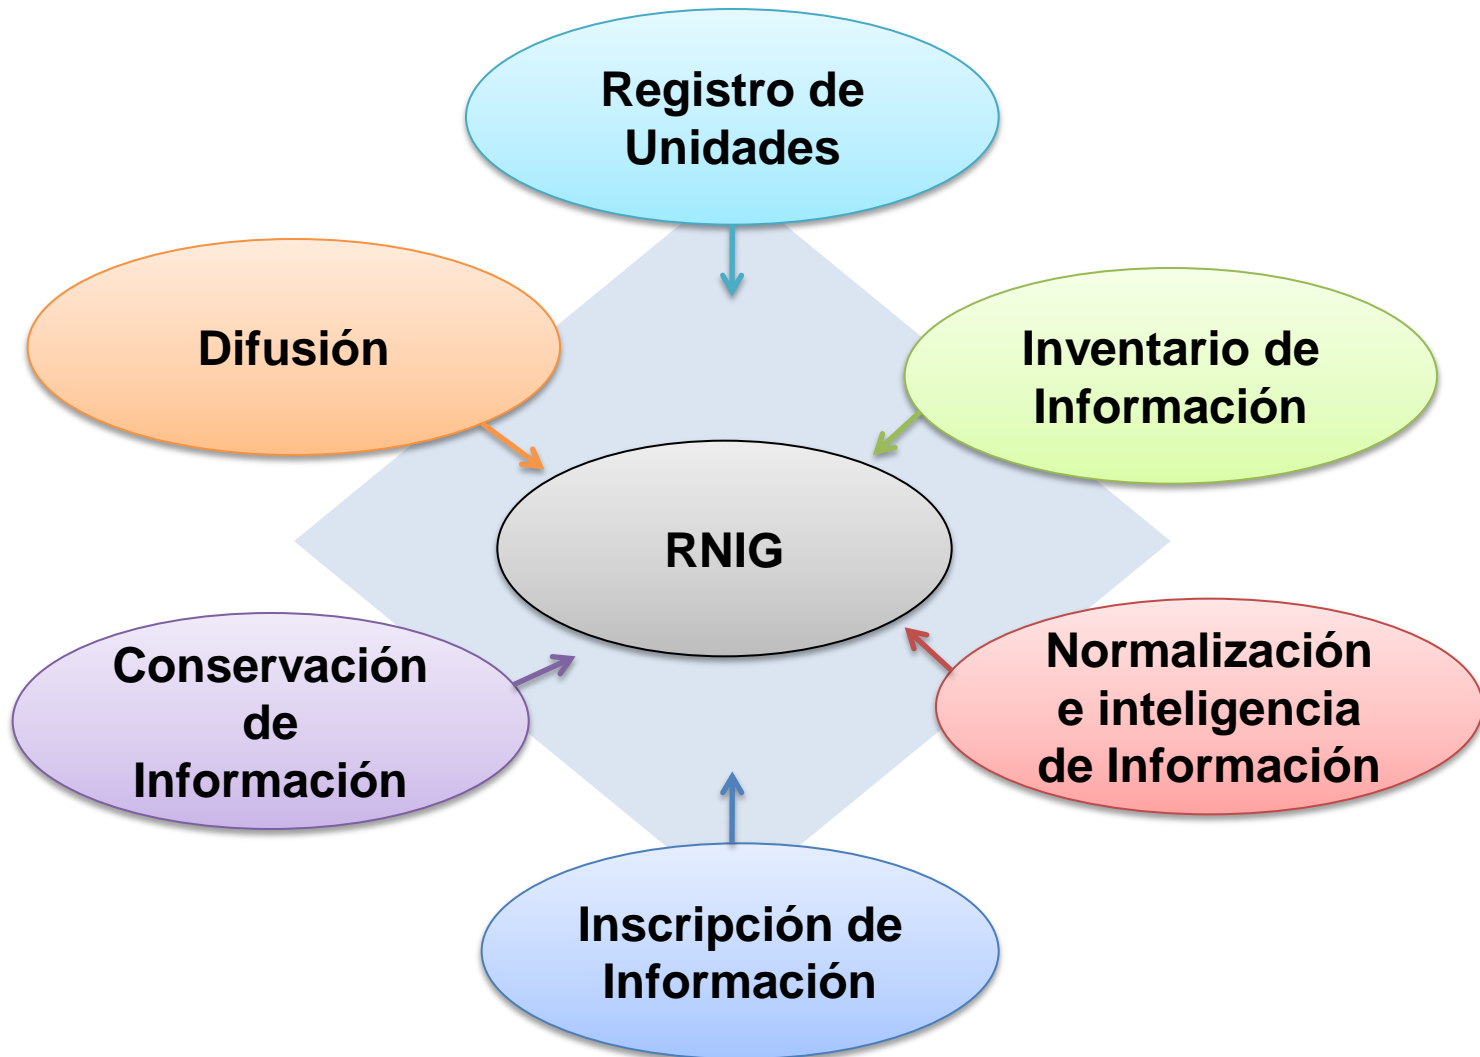 Registro de
Unidades
Difusión
Inventario de
Información
RNIG
Conservación
de
Información
Normalización
e inteligencia
de Información
Inscripción de
Información